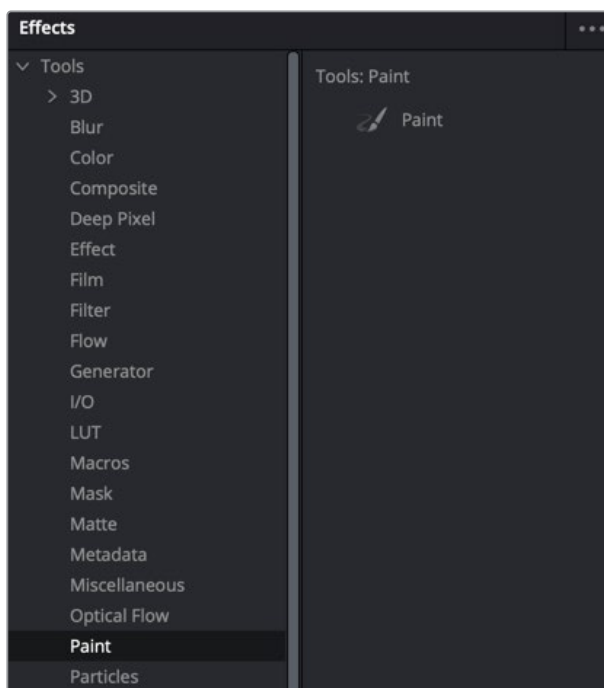 Effects
Tools
3D
Blur
Color
Composite
Deep Pixel
Effect
Film
Filter
Flow
Generator
I/O
LUT
Macros
Mask
Matte
Metadata
Miscellaneous
Optical Flow
Paint
Particles
Tools: Paint
Paint